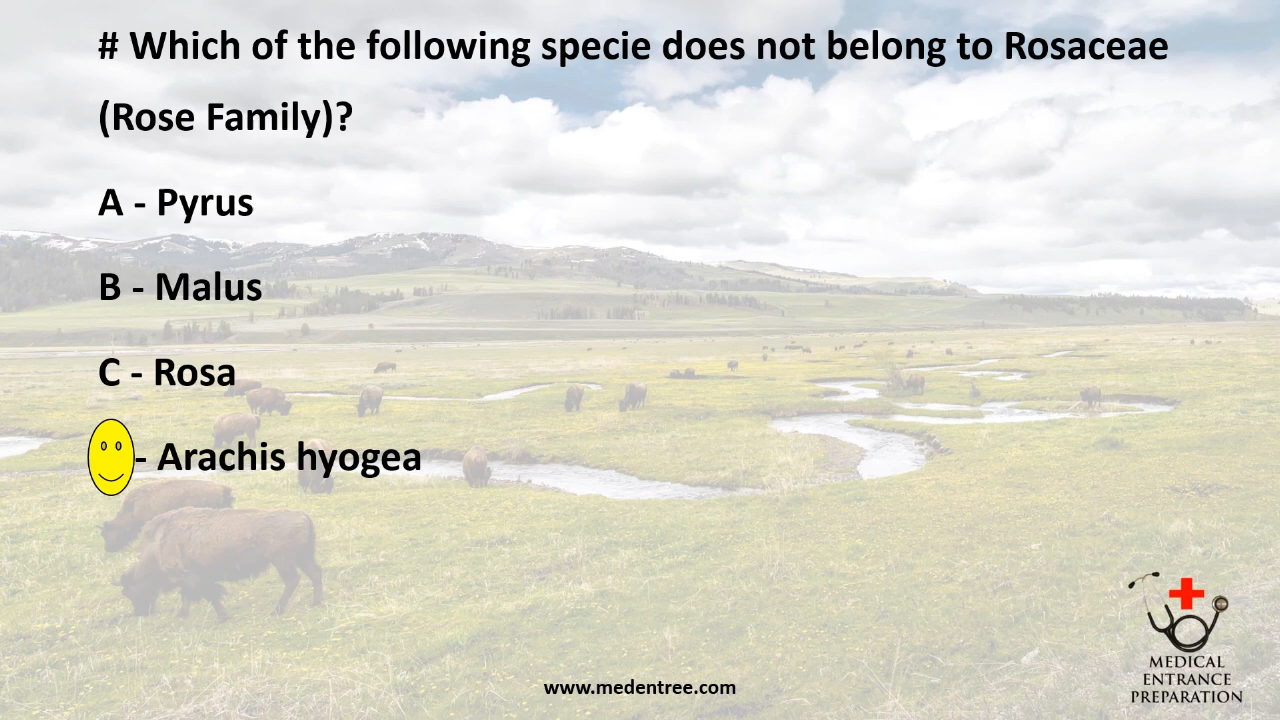 # Which of the following specie does not belong to Rosaceae
(Rose Family)?
A - Pyrus
B - Malus
C - Rosa
- Arachis hyogea
www.medentree.com
MEDICAL
ENTRANCE
PREPARATION